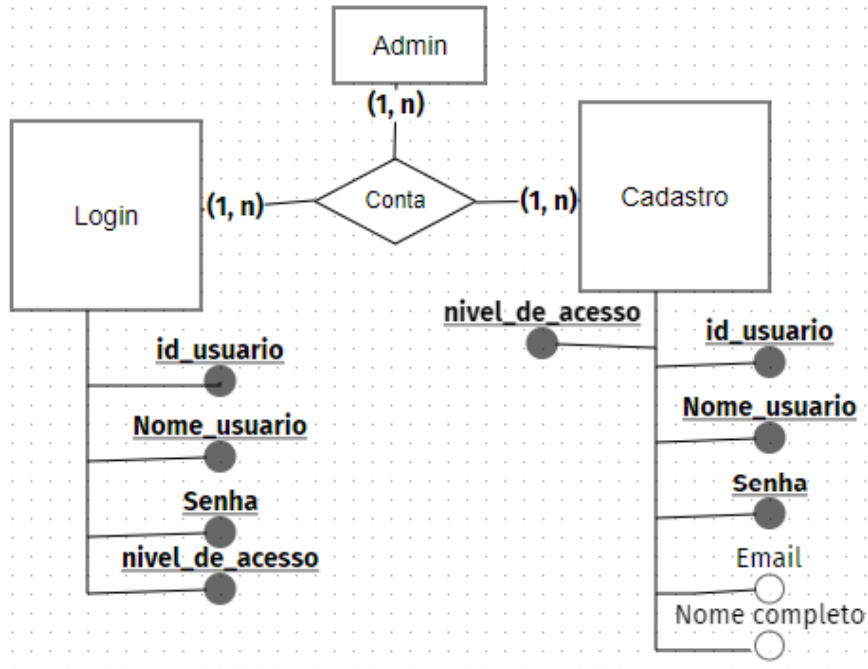 Admin
(1, n)
Login
(1, n)
Conta
(1, n)
Cadastro
id_usuario
Nome_usuario
Senha
nivel_de_acesso
nivel_de_acesso
id_usuario
Nome_usuario
Senha
Email
Nome completo